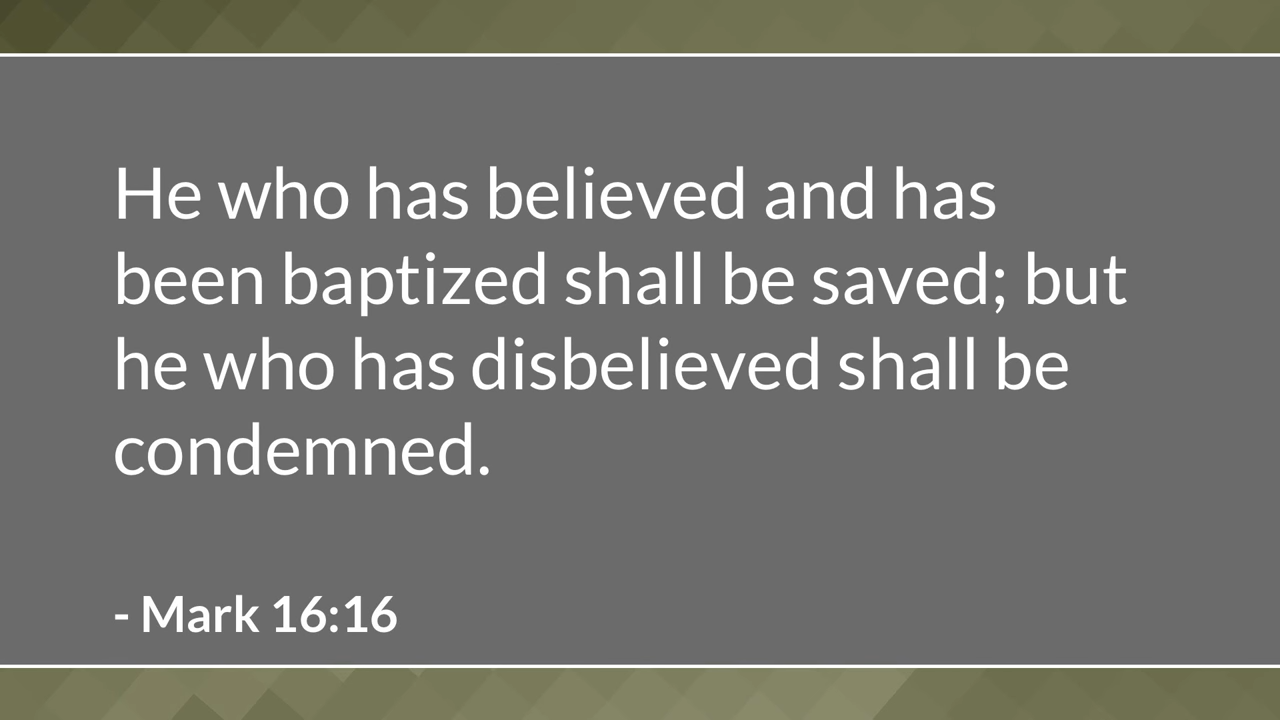 He who has believed and has
been baptized shall be saved; but
he who has disbelieved shall be
condemned.
- Mark 16:16